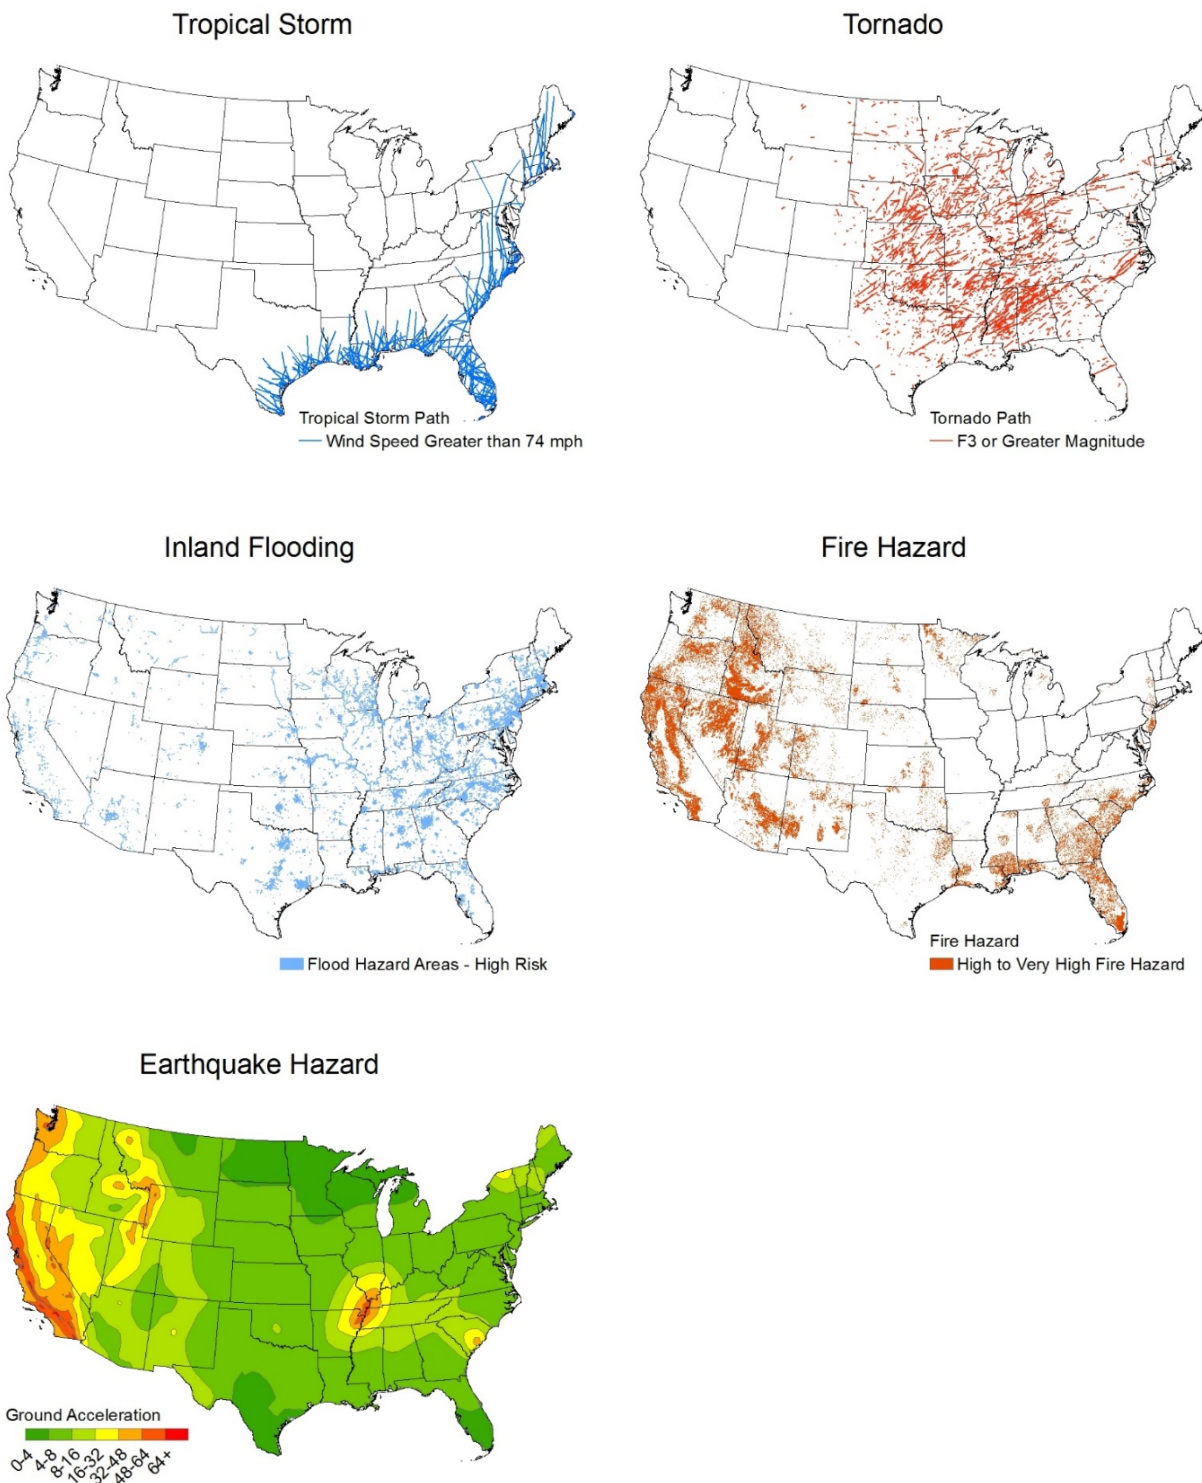 Tropical Storm
Tornado
Tropical Storm Path
Wind Speed Greater than 74 mph
Tornado Path
F3 or Greater Magnitude
Inland Flooding
Fire Hazard
Flood Hazard Areas - High Risk
Fire Hazard
High to Very High Fire Hazard
Earthquake Hazard
Ground Acceleration
0-4
4-8
8-16
16-32
32-48
48-64
64+